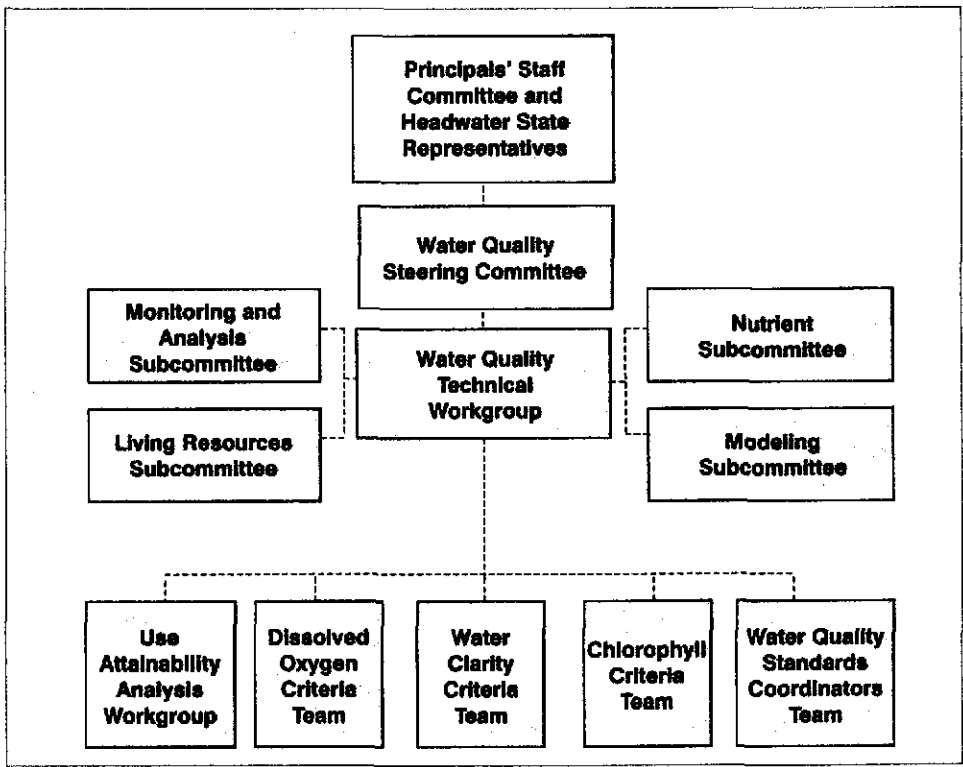 Principals' Staff
Committee and
Headwater State
Representatives
Water Quality
Steering Committee
Monitoring and
Analysis
Subcommittee
Nutrient
Subcommittee
Water Quality
Technical
Workgroup
Living Resources
Subcommittee
Modeling
Subcommittee
Use
Attainability
Analysis
Workgroup
Dissolved
Oxygen
Criteria
Team
Water
Clarity
Criteria
Team
Chlorophyll
Criteria
Team
Water Quality
Standards
Coordinators
Team